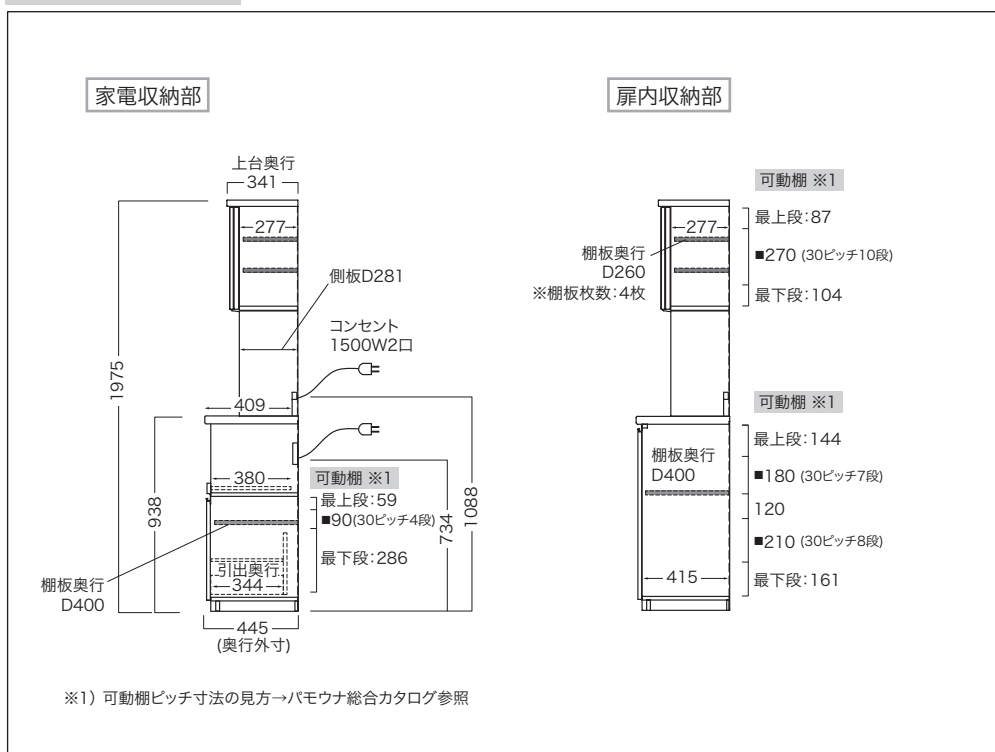 家電収納部
上台奥行
341
277
側板D281
コンセント
1500W2口
1975
409
938
380
可動棚 ※1
最上段：59
■90(30ピッチ4段)
最下段：286
734
1088
引出奥行
344
棚板奥行
D400
445
(奥行外寸)
扉内収納部
可動棚 ※1
最上段：87
277
■270 (30ピッチ10段)
棚板奥行
D260
※棚板枚数：4枚
最下段：104
可動棚 ※1
最上段：144
棚板奥行
D400
■180 (30ピッチ7段)
120
■210 (30ピッチ8段)
415
最下段：161
※1）可動棚ピッチ寸法の見方→パモウナ総合カタログ参照